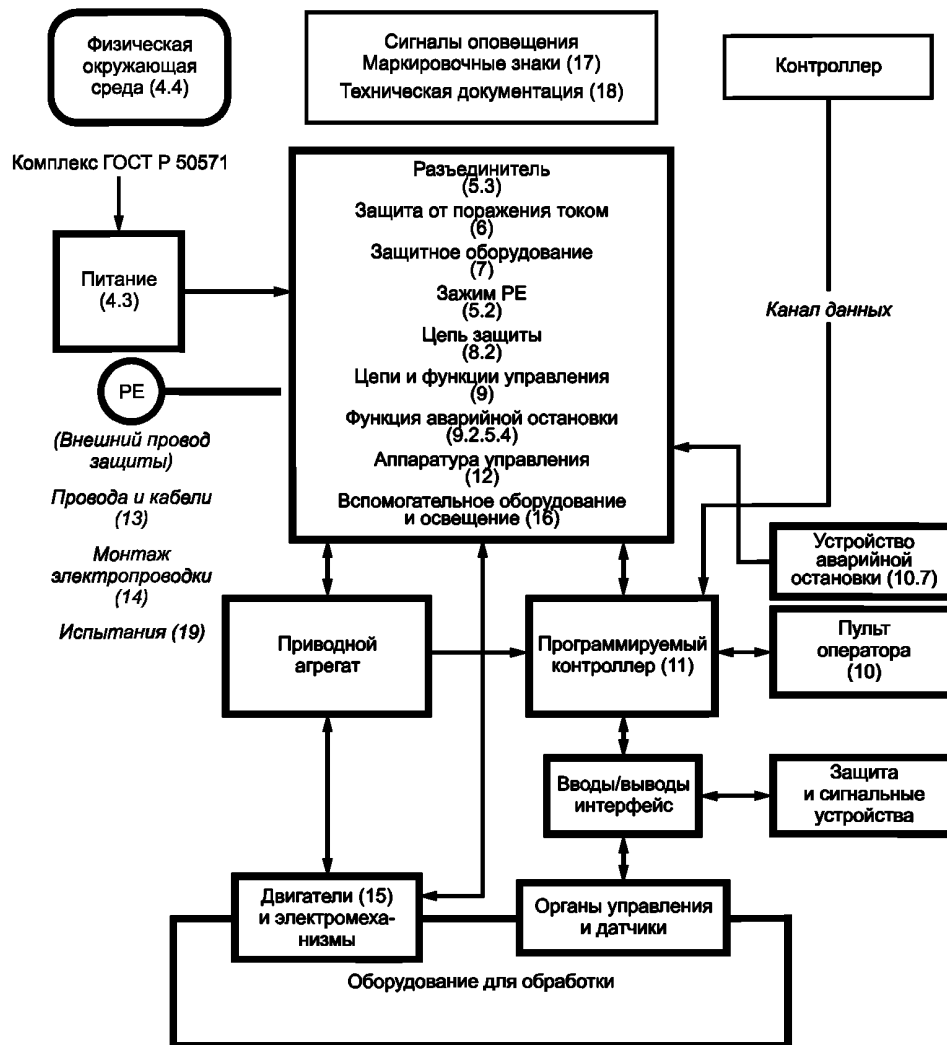 Физическая
окружающая
среда (4.4)
Сигналы оповещения
Маркировочные знаки (17)
Техническая документация (18)
Контроллер
Комплекс ГОСТ Р 50571
Питание
(4.3)
PE
(Внешний провод
защиты)
Провода и кабели
(13)
Монтаж
электропроводки
(14)
Испытания (19)
Разъединитель
(5.3)
Защита от поражения током
(6)
Защитное оборудование
(7)
Зажим PE
(5.2)
Цепь защиты
(8.2)
Цепи и функции управления
(9)
Функция аварийной остановки
(9.2.5.4)
Аппаратура управления
(12)
Вспомогательное оборудование
и освещение (16)
Канал данных
Устройство
аварийной
остановки (10.7)
Приводной
агрегат
Программируемый
контроллер (11)
Пульт
оператора
(10)
Вводы/выводы
интерфейс
Защита
и сигнальные
устройства
Двигатели (15)
и электромеха-
низмы
Органы управления
и датчики
Оборудование для обработки